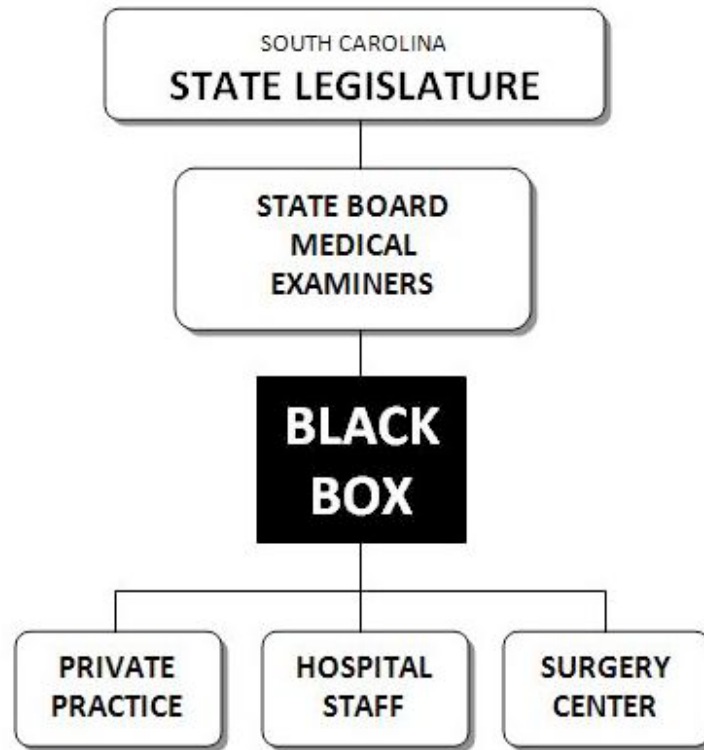 SOUTH CAROLINA
STATE LEGISLATURE
STATE BOARD
MEDICAL
EXAMINERS
BLACK
BOX
PRIVATE
PRACTICE
HOSPITAL
STAFF
SURGERY
CENTER